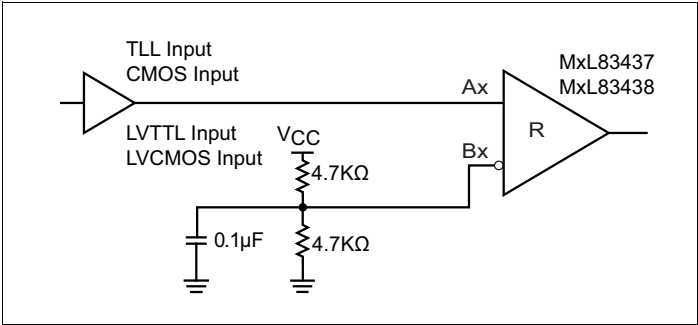 TLL Input
CMOS Input
LVTTL Input
LVCMOS Input
VCC
4.7KΩ
0.1µF
4.7KΩ
Ax
Bx
R
MxL83437
MxL83438